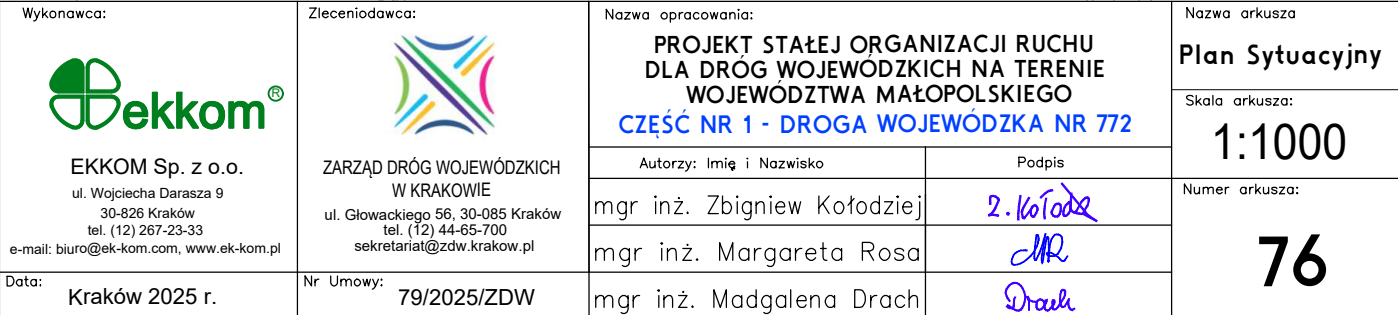 Wykonawca:
ekkom®
EKKOM Sp. z o.o.
ul. Wojciecha Darasza 9
30-826 Kraków
tel. (12) 267-23-33
e-mail: biuro@ek-kom.com, www.ek-kom.pl
Data:
Kraków 2025 r.
Zleceniodawca:
ZARZĄD DRÓG WOJEWÓDZKICH
W KRAKOWIE
ul. Głowackiego 56, 30-085 Kraków
tel. (12) 44-65-700
sekretariat@zdw.krakow.pl
Nr Umowy:
79/2025/ZDW
Nazwa opracowania:
PROJEKT STAŁEJ ORGANIZACJI RUCHU
DLA DRÓG WOJEWÓDZKICH NA TERENIE
WOJEWÓDZTWA MAŁOPOLSKIEGO
CZĘŚĆ NR 1 - DROGA WOJEWÓDZKA NR 772
Autorzy: Imię i Nazwisko
Podpis
mgr inż. Zbigniew Kołodziej
Z. Kołodz
mgr inż. Margareta Rosa
MR
mgr inż. Madgalena Drach
Drach
Nazwa arkusza
Plan Sytuacyjny
Skala arkusza:
1:1000
Numer arkusza:
76